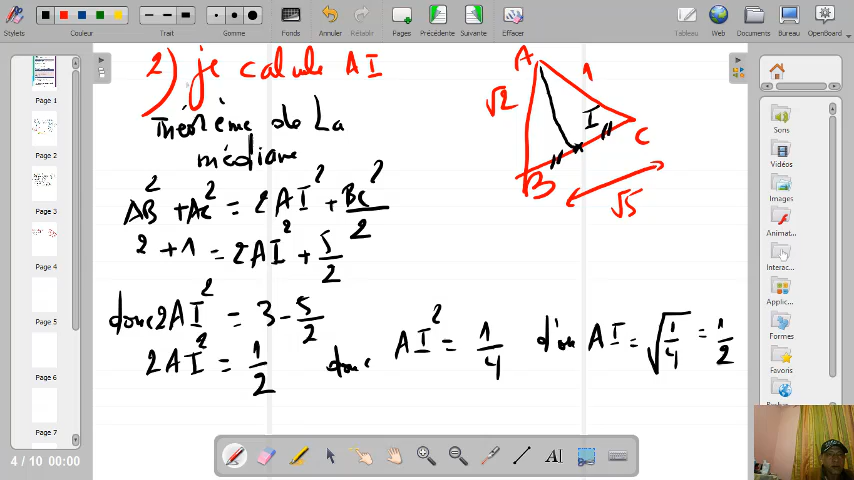 Stylets
Couleur
Trait
Gomme
Fonds
Annuler
Rétablir
Pages
Précédente
Suivante
Effacer
Tableau
Web
Documents
Bureau
OpenBoard
Page 1
Page 2
Page 3
Page 4
Page 5
Page 6
Page 7
2) je calcule AI
Théorème de La
médiane
AB² + AC² = 2AI² + BC²/2
2 + 1 = 2AI² + 5/2
donc 2AI² = 3 - 5/2
2AI² = 1/2 donc AI² = 1/4 d'où AI = √(1/4) = 1/2
A
1
√2
I
C
B
√5
Sons
Vidéos
Images
Animat...
Interac...
Applic...
Formes
Favoris
4 / 10 00:00
AI